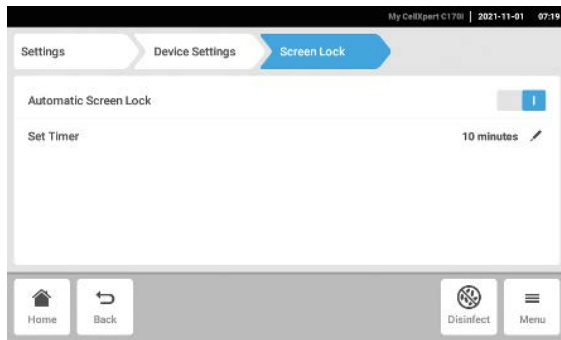 My CellXpert C170i | 2021-11-01 07:19
Settings Device Settings Screen Lock
Automatic Screen Lock
Set Timer 10 minutes
Home Back Disinfect Menu